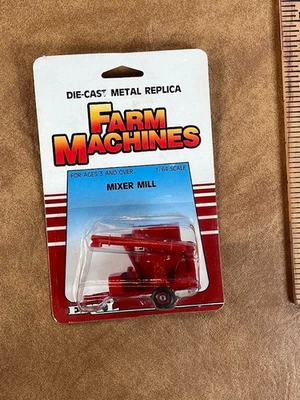 DIE-CAST METAL REPLICA
FARM
MACHINES
FOR AGES 3 AND OVER 1/64 SCALE
MIXER MILL